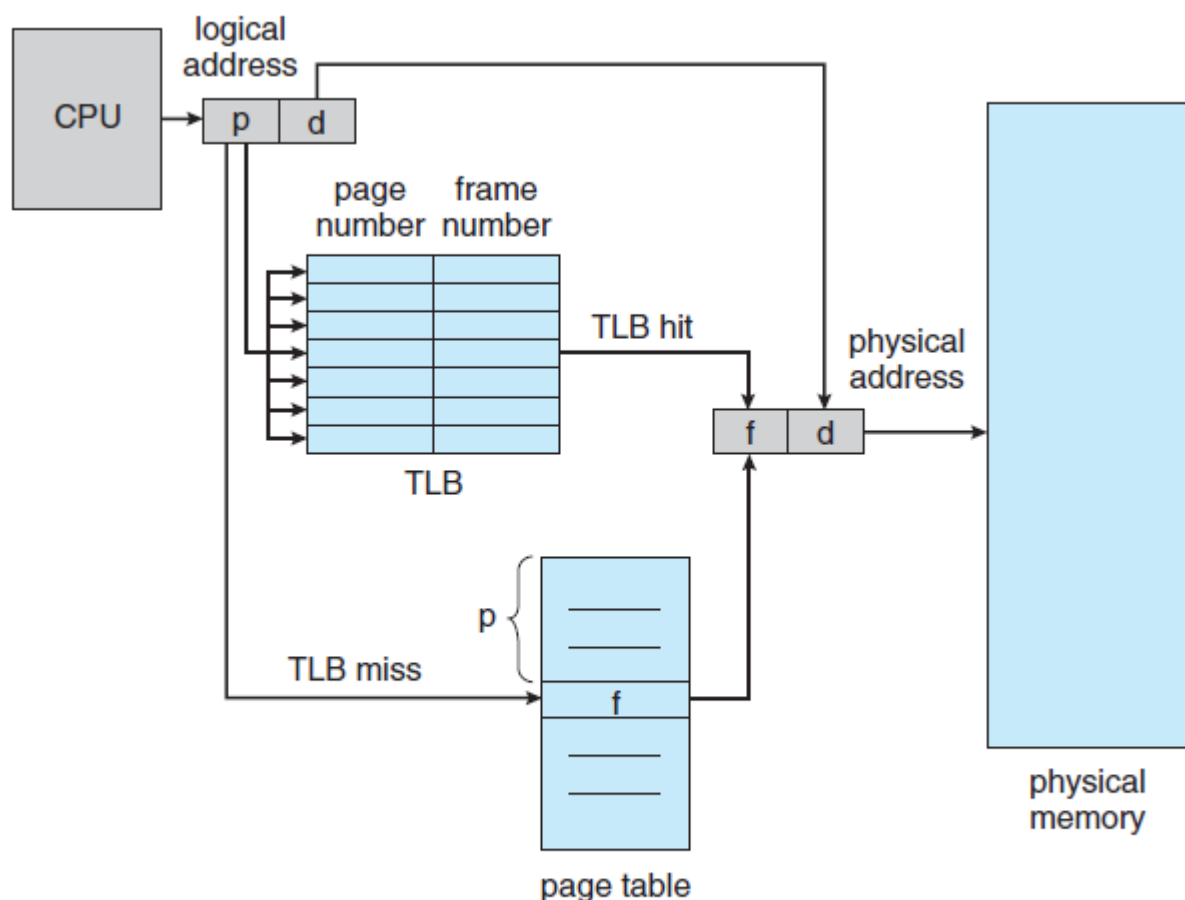 logical
address
CPU
p
d
page
number
frame
number
TLB hit
TLB
physical
address
f
d
p
TLB miss
f
page table
physical
memory